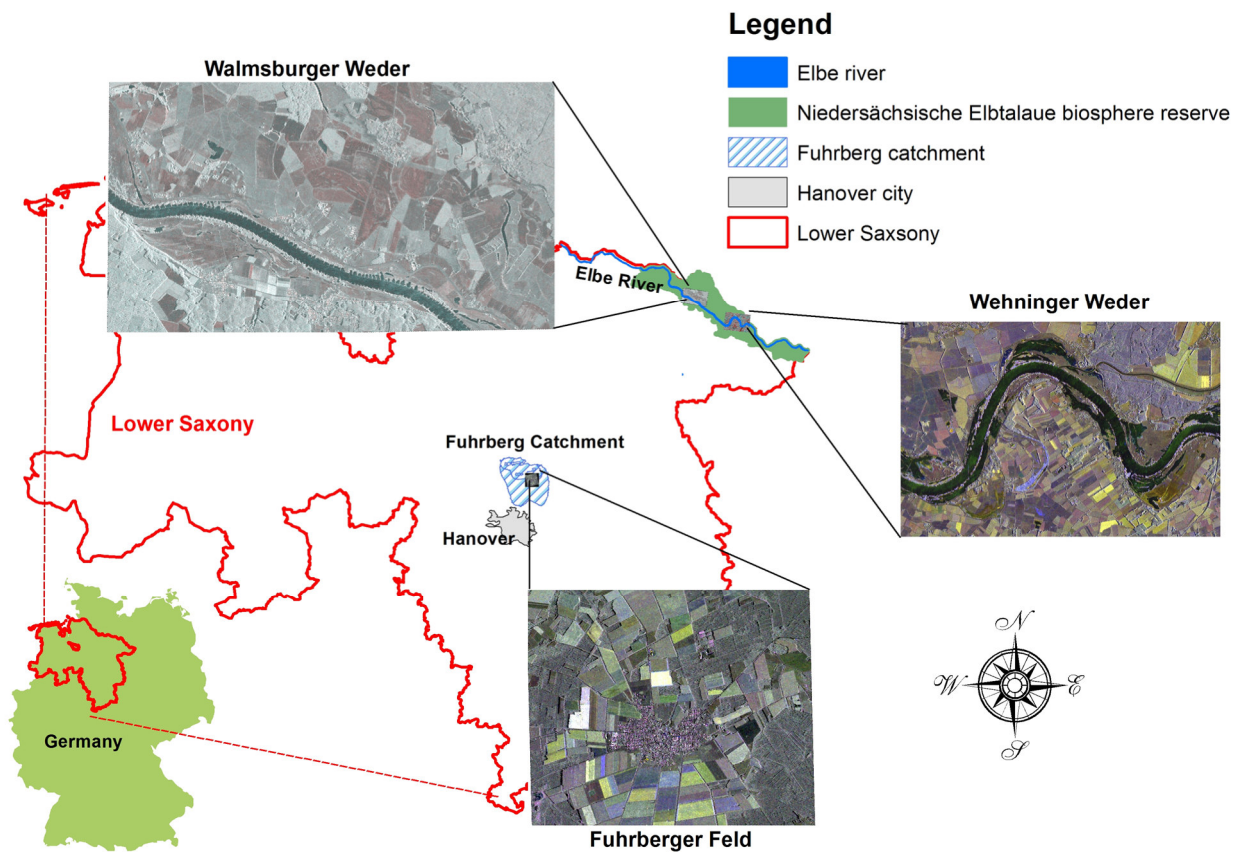 Legend
Elbe river
Niedersächsische Elbtalaue biosphere reserve
Fuhrberg catchment
Hanover city
Lower Saxsony
Walmsburger Weder
Elbe River
Wehninger Weder
Lower Saxony
Fuhrberg Catchment
Hanover
Germany
Fuhrberger Feld
N
W
E
S